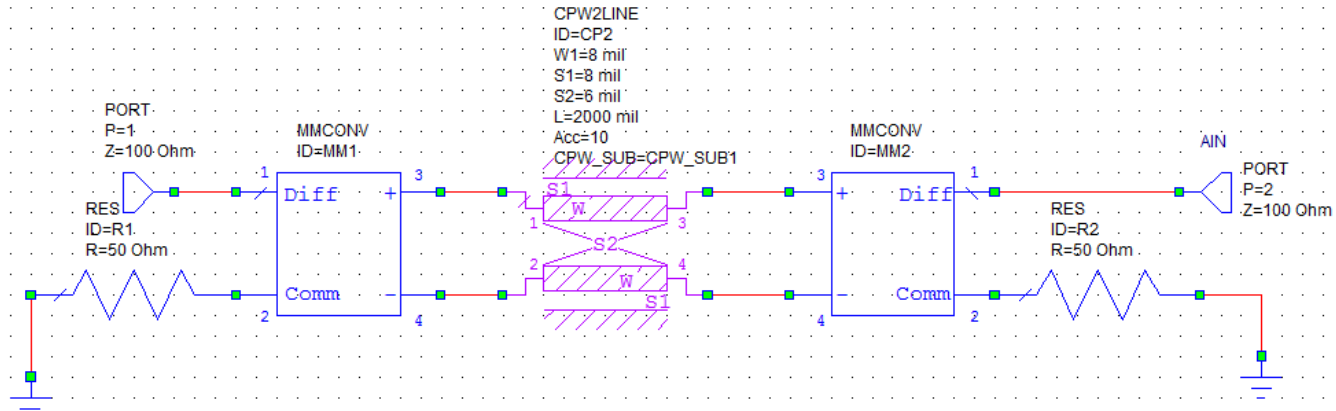 CPW2LINE
ID=CP2
W1=8 mil
S1=8 mil
S2=6 mil
L=2000 mil
Acc=10
CPW_SUB=CPW_SUB1
PORT
P=1
Z=100 Ohm
MMCONV
ID=MM1
MMCONV
ID=MM2
AIN
PORT
P=2
Z=100 Ohm
1
Diff
+
3
S1
W
1
3
S2
2
4
W
S1
3
+
Diff
1
RES
ID=R1
R=50 Ohm
RES
ID=R2
R=50 Ohm
Comm
-
2
4
-
Comm
4
2